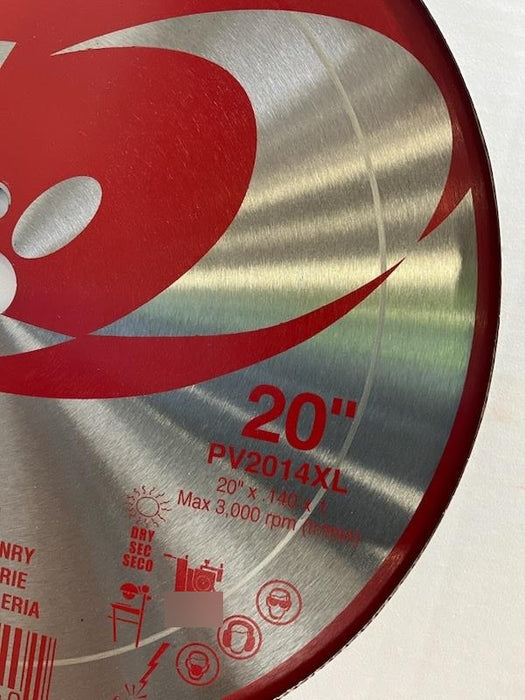 20"
PV2014XL
20" x .140 x 1
Max 3,000 rpm
DRY
SEC
SECO
NRY
RIE
ERIA